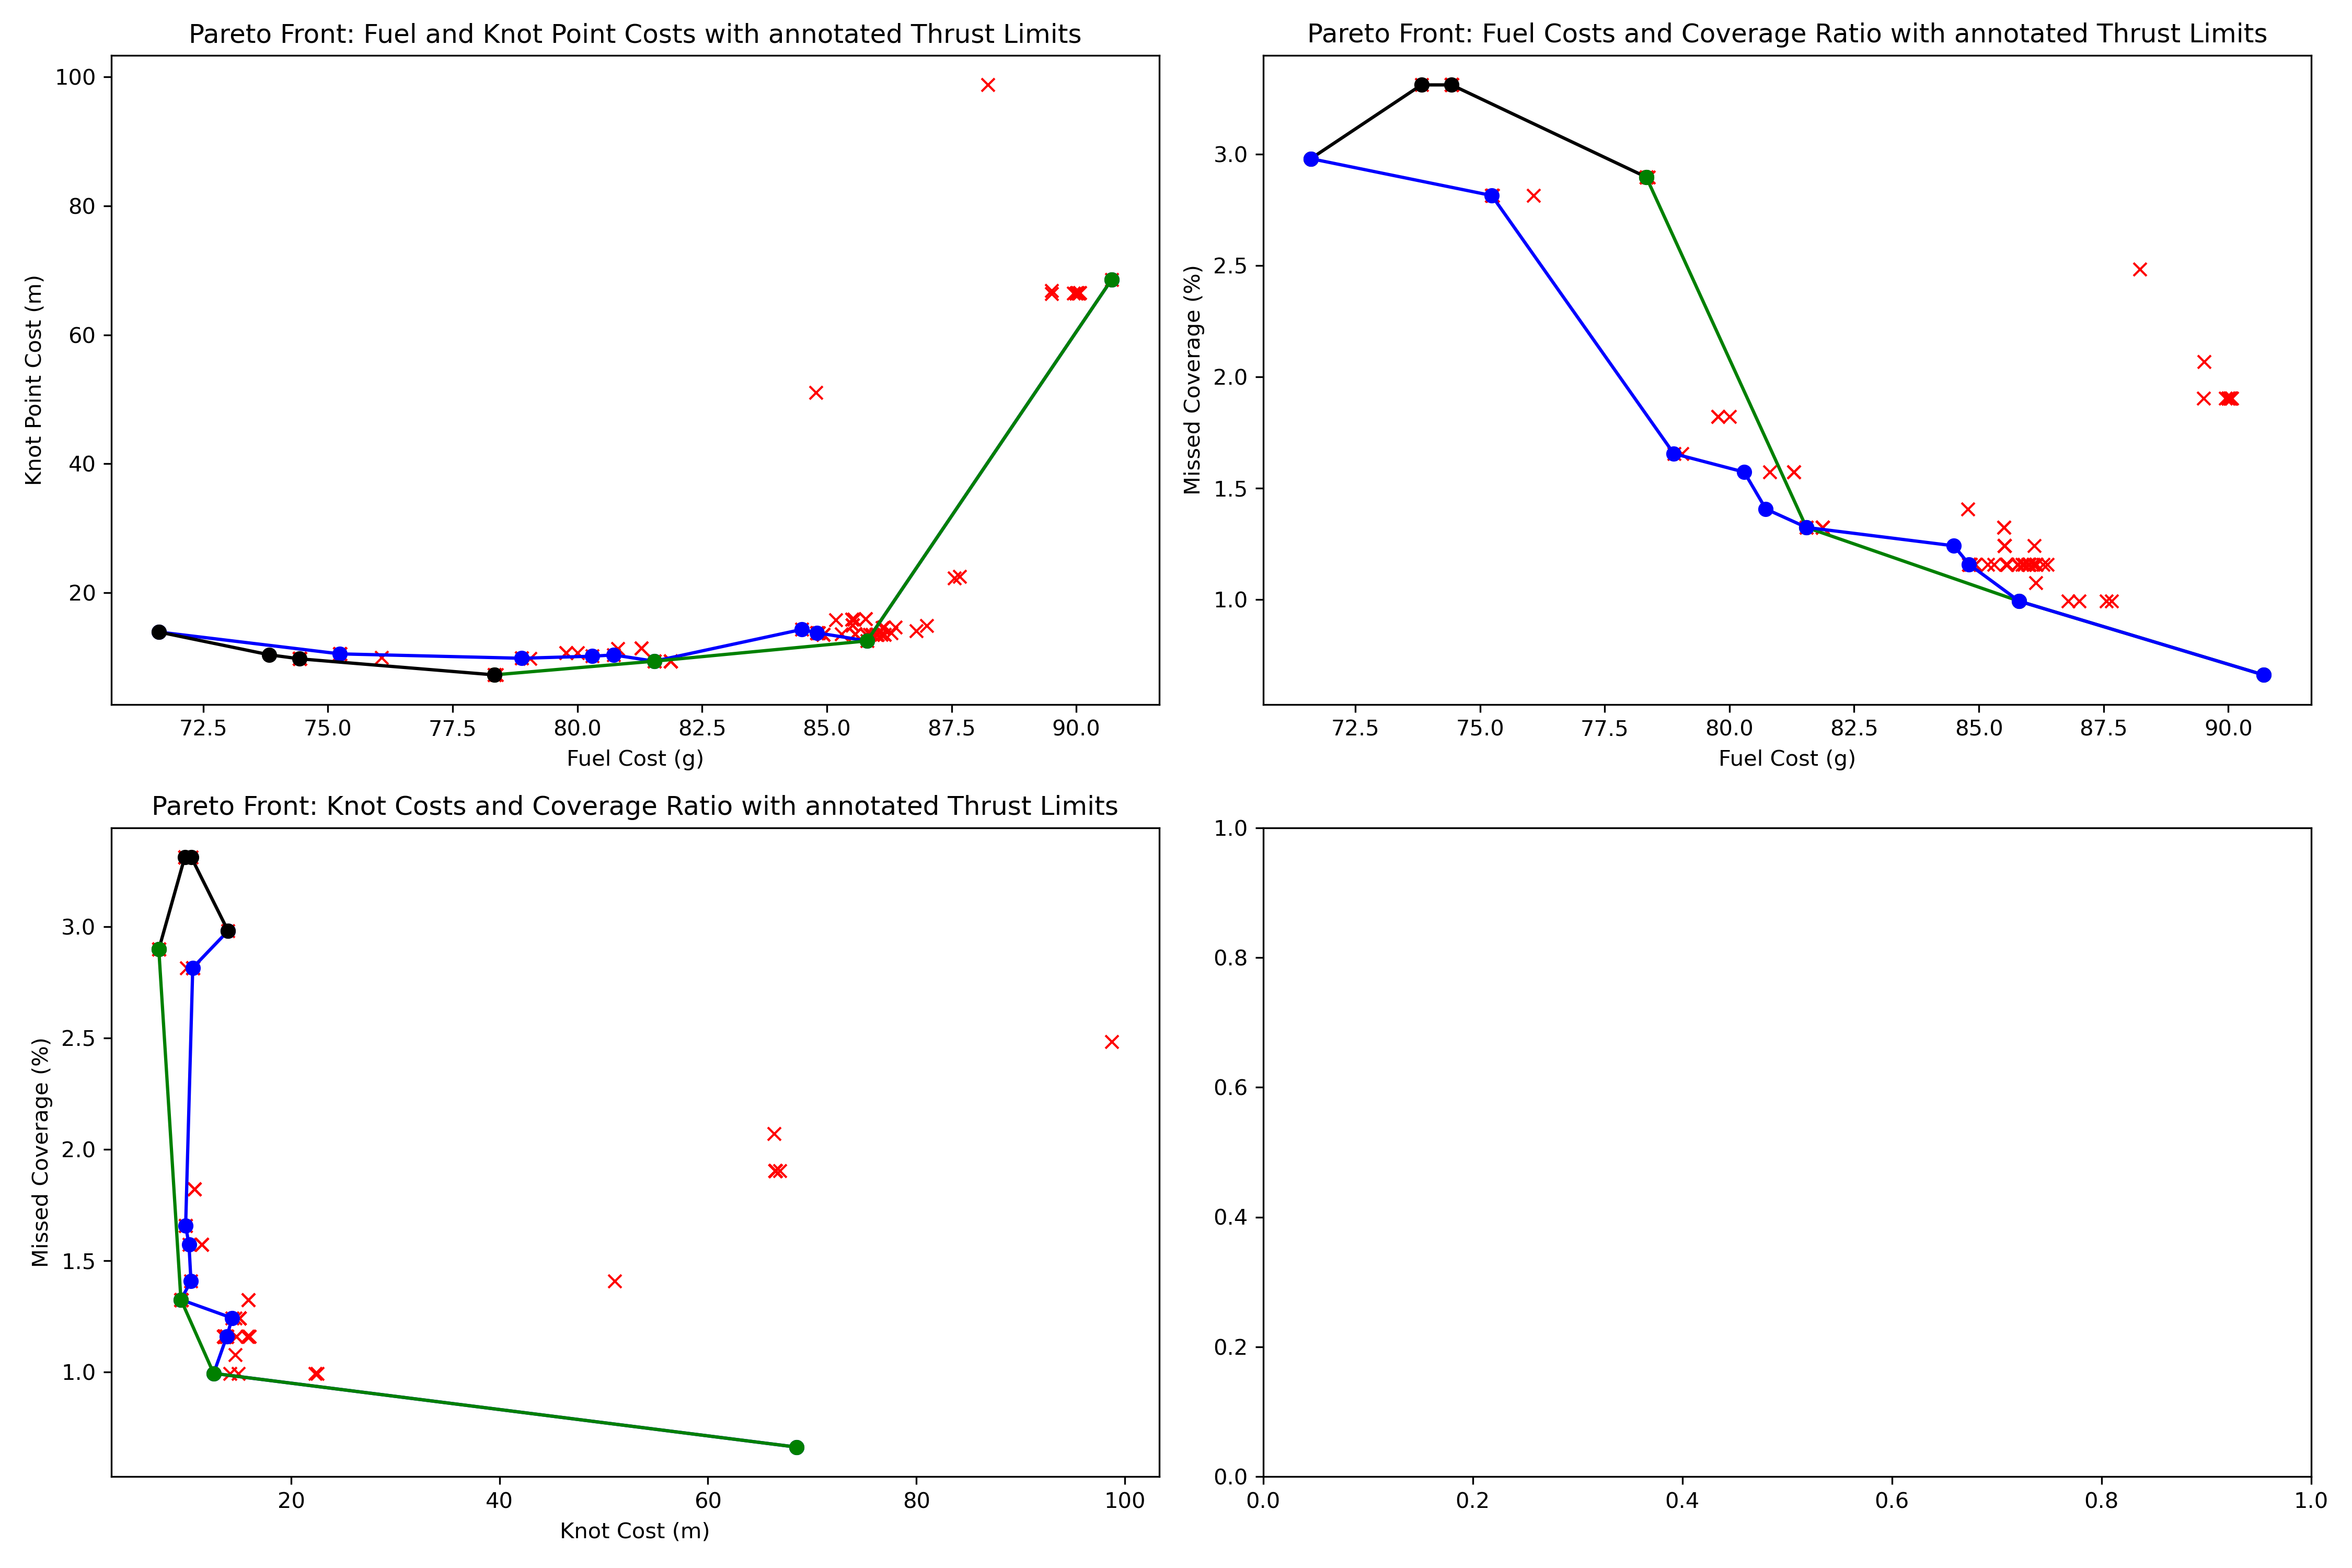 Pareto Front: Fuel and Knot Point Costs with annotated Thrust Limits
100
80
60
40
20
Knot Point Cost (m)
72.5 75.0 77.5 80.0 82.5 85.0 87.5 90.0
Fuel Cost (g)
Pareto Front: Fuel Costs and Coverage Ratio with annotated Thrust Limits
3.0
2.5
2.0
1.5
1.0
Missed Coverage (%)
72.5 75.0 77.5 80.0 82.5 85.0 87.5 90.0
Fuel Cost (g)
Pareto Front: Knot Costs and Coverage Ratio with annotated Thrust Limits
3.0
2.5
2.0
1.5
1.0
Missed Coverage (%)
20 40 60 80 100
Knot Cost (m)
1.0
0.8
0.6
0.4
0.2
0.0
0.0 0.2 0.4 0.6 0.8 1.0